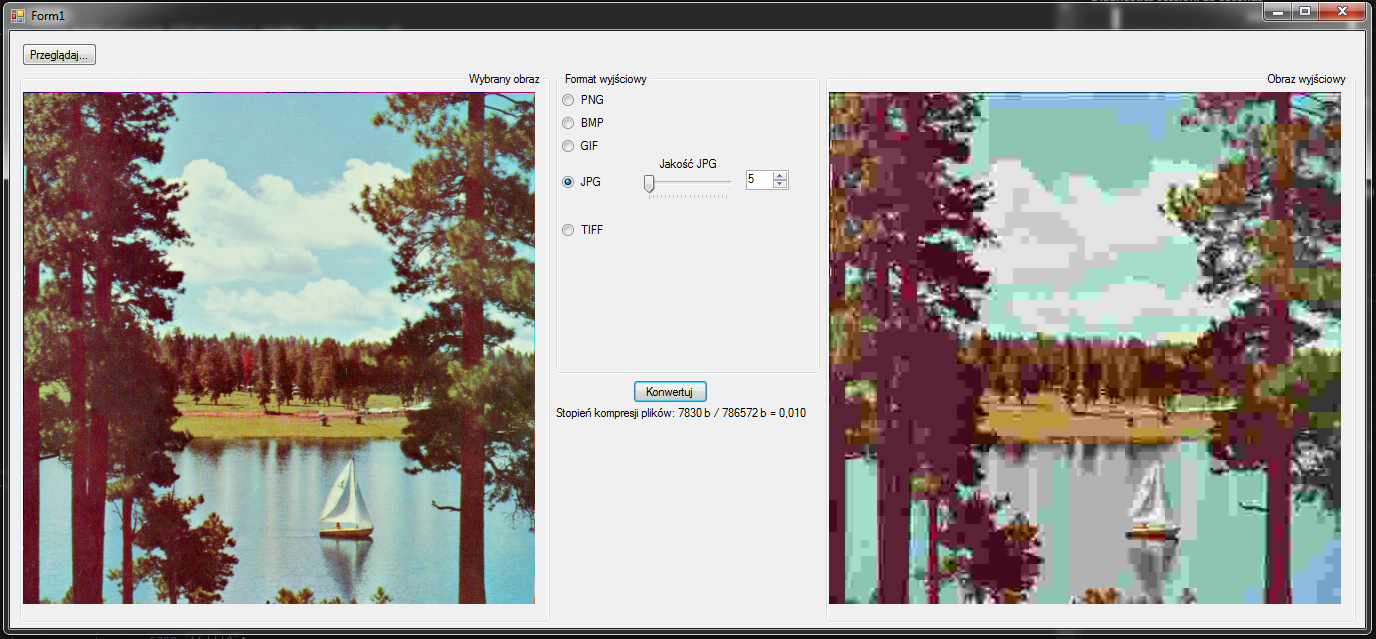 Form1
Przeglądaj...
Wybrany obraz
Format wyjściowy
Obraz wyjściowy
PNG
BMP
GIF
Jakość JPG
JPG
5
TIFF
Konwertuj
Stopień kompresji plików: 7830 b / 786572 b = 0,010